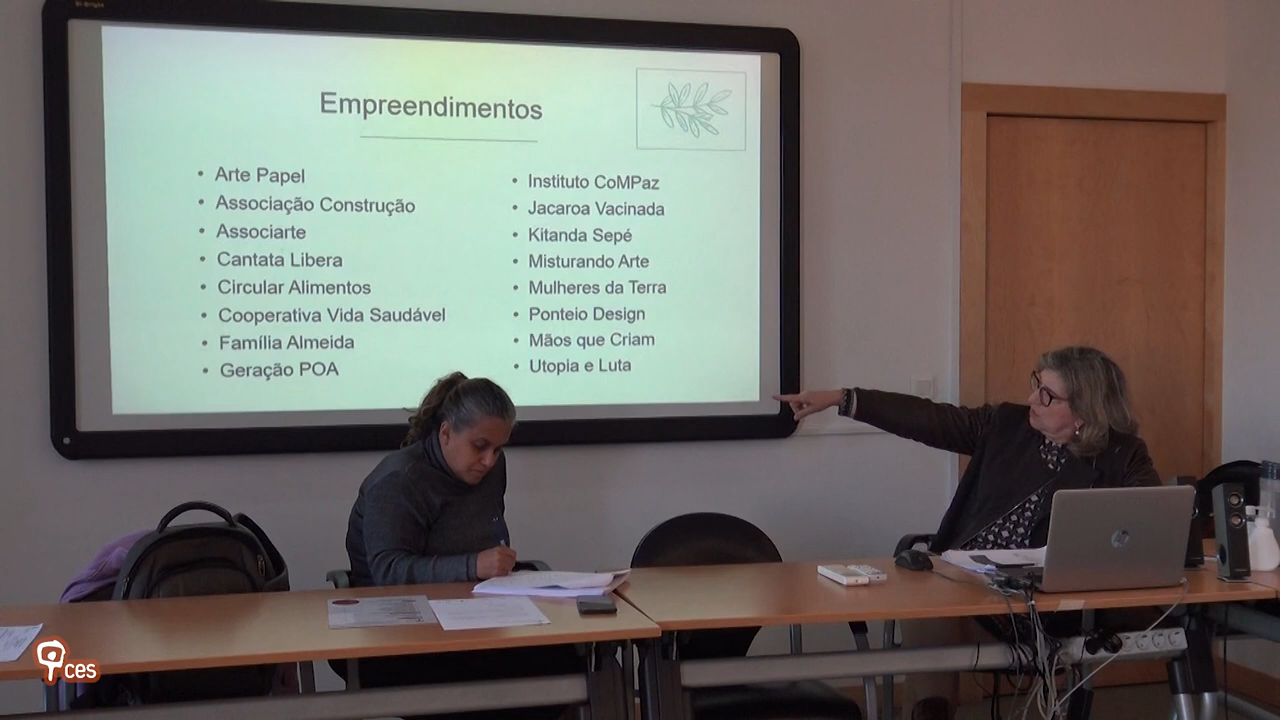 Empreendimentos
• Arte Papel
• Associação Construção
• Associarte
• Cantata Libera
• Circular Alimentos
• Cooperativa Vida Saudável
• Família Almeida
• Geração POA
• Instituto CoMPaz
• Jacaroa Vacinada
• Kitanda Sepé
• Misturando Arte
• Mulheres da Terra
• Ponteio Design
• Mãos que Criam
• Utopia e Luta
hp
ces